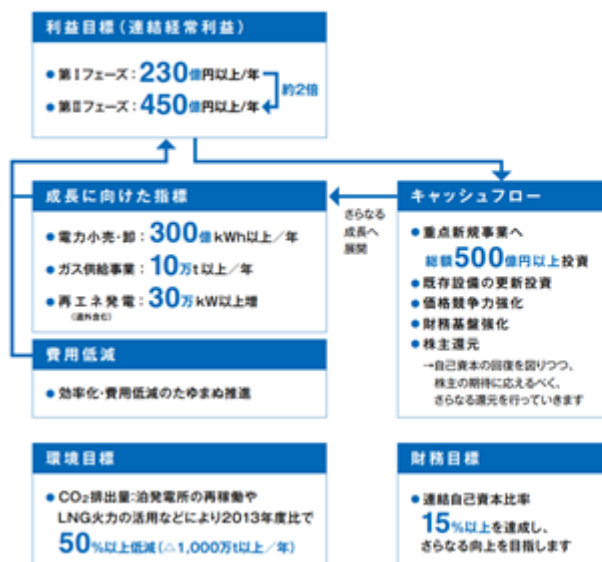 利益目標(連結経常利益)
●第Ⅰフェーズ:230億円以上/年
●第Ⅱフェーズ:450億円以上/年
約2倍
成長に向けた指標
●電力小売・卸:300億kWh以上/年
●ガス供給事業:10万t以上/年
●再エネ発電:30万kW以上増
(道外含む)
さらなる
成長へ
展開
キャッシュフロー
●重点新規事業へ
総額500億円以上投資
●既存設備の更新投資
●価格競争力強化
●財務基盤強化
●株主還元
→自己資本の回復を図りつつ、
株主の期待に応えるべく、
さらなる還元を行っていきます
費用低減
●効率化・費用低減のたゆまぬ推進
環境目標
●CO2排出量:泊発電所の再稼働や
LNG火力の活用などにより2013年度比で
50%以上低減(△1,000万t以上/年)
財務目標
●連結自己資本比率
15%以上を達成し、
さらなる向上を目指します